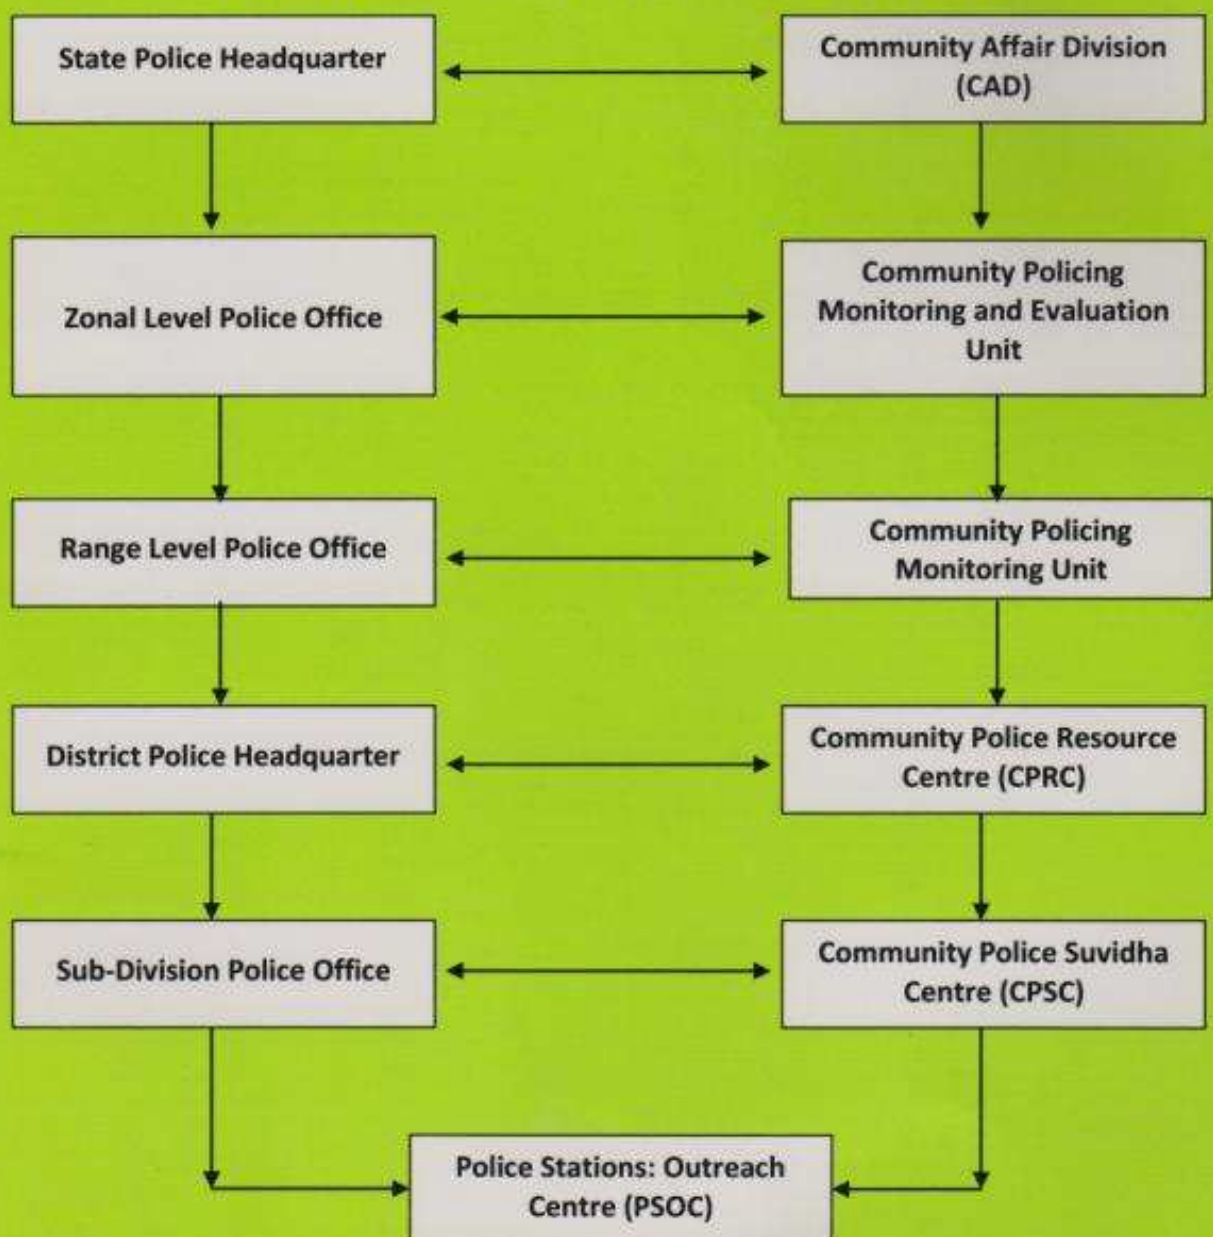 State Police Headquarter
Community Affair Division
(CAD)
Zonal Level Police Office
Community Policing
Monitoring and Evaluation
Unit
Range Level Police Office
Community Policing
Monitoring Unit
District Police Headquarter
Community Police Resource
Centre (CPRC)
Sub-Division Police Office
Community Police Suvidha
Centre (CPSC)
Police Stations: Outreach
Centre (PSOC)